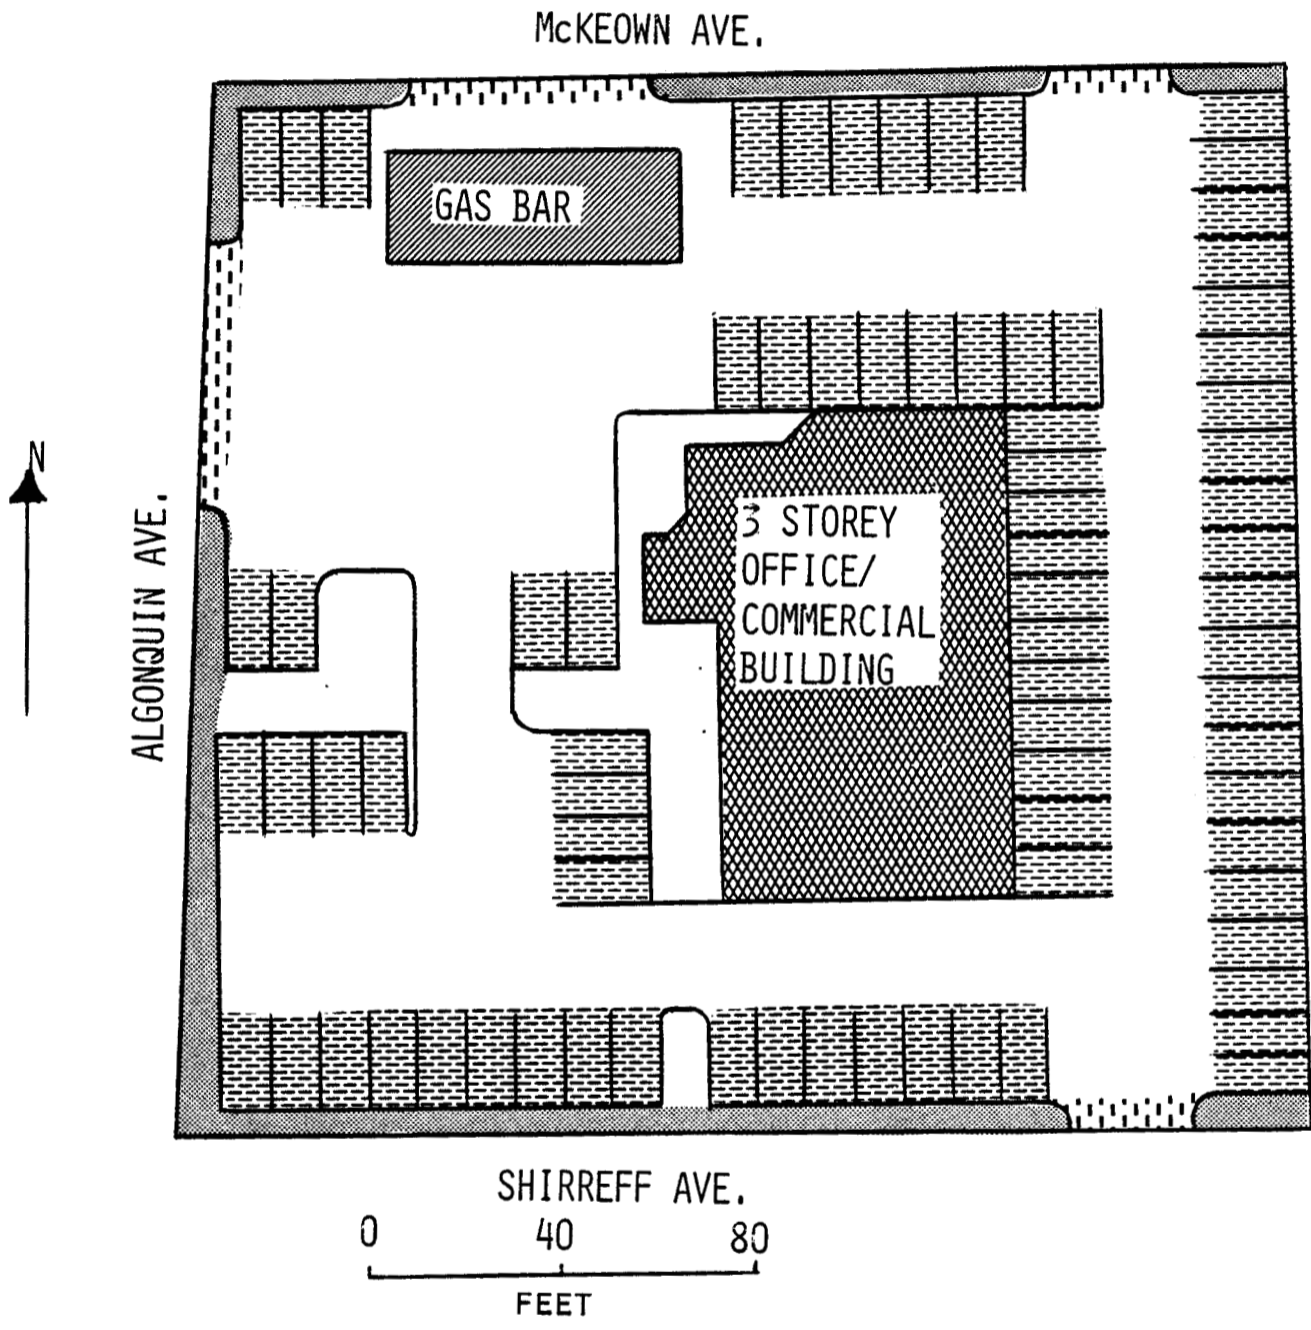 McKEOWN AVE.
GAS BAR
N
ALGONQUIN AVE.
3 STOREY
OFFICE/
COMMERCIAL
BUILDING
SHIRREFF AVE.
0 40 80
FEET